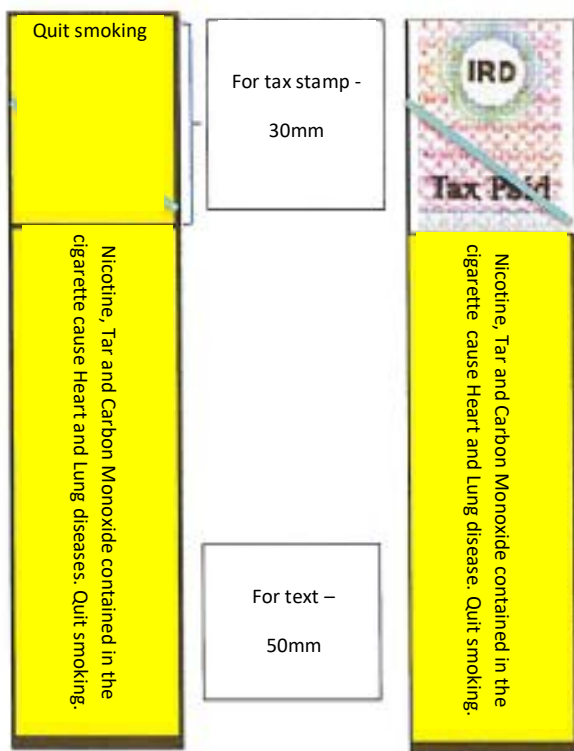 Quit smoking
For tax stamp -
30mm
IRD
Tax Paid
Nicotine, Tar and Carbon Monoxide contained in the
cigarette cause Heart and Lung diseases. Quit smoking.
For text –
50mm
Nicotine, Tar and Carbon Monoxide contained in the
cigarette cause Heart and Lung disease. Quit smoking.